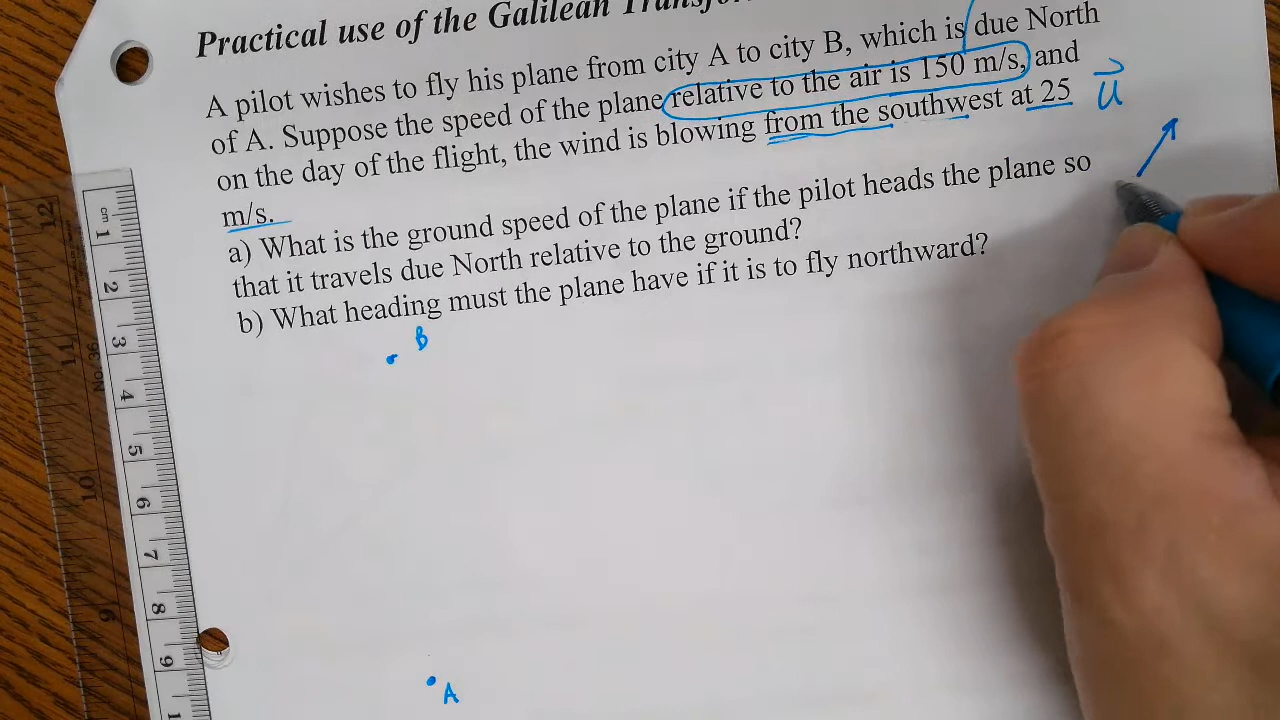 Practical use of the Galilean
A pilot wishes to fly his plane from city A to city B, which is due North
of A. Suppose the speed of the plane relative to the air is 150 m/s, and
on the day of the flight, the wind is blowing from the southwest at 25
m/s.
u
a) What is the ground speed of the plane if the pilot heads the plane so
that it travels due North relative to the ground?
b) What heading must the plane have if it is to fly northward?
B
A
cm 1
2
3
4
5
6
7
8
9
1
12
11
10
9
No. 36